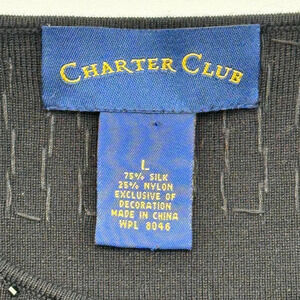 CHARTER CLUB
L
75% SILK
25% NYLON
EXCLUSIVE OF
DECORATION
MADE IN CHINA
WPL 8046